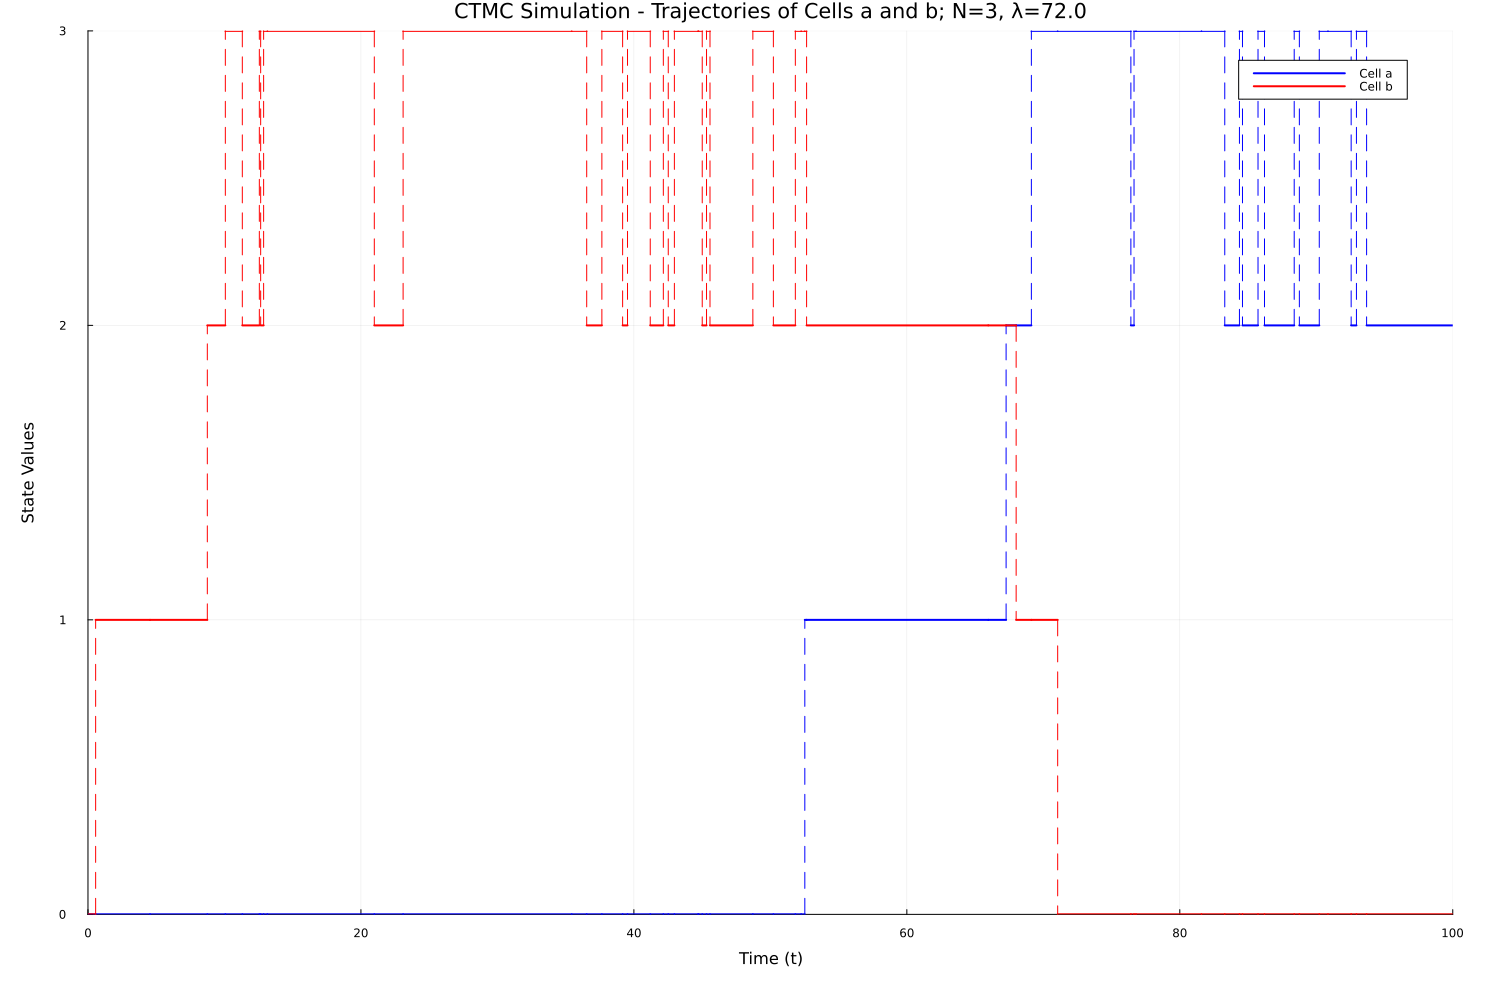 CTMC Simulation - Trajectories of Cells a and b; N=3, λ=72.0
3
Cell a
Cell b
2
State Values
1
0
0 20 40 60 80 100
Time (t)